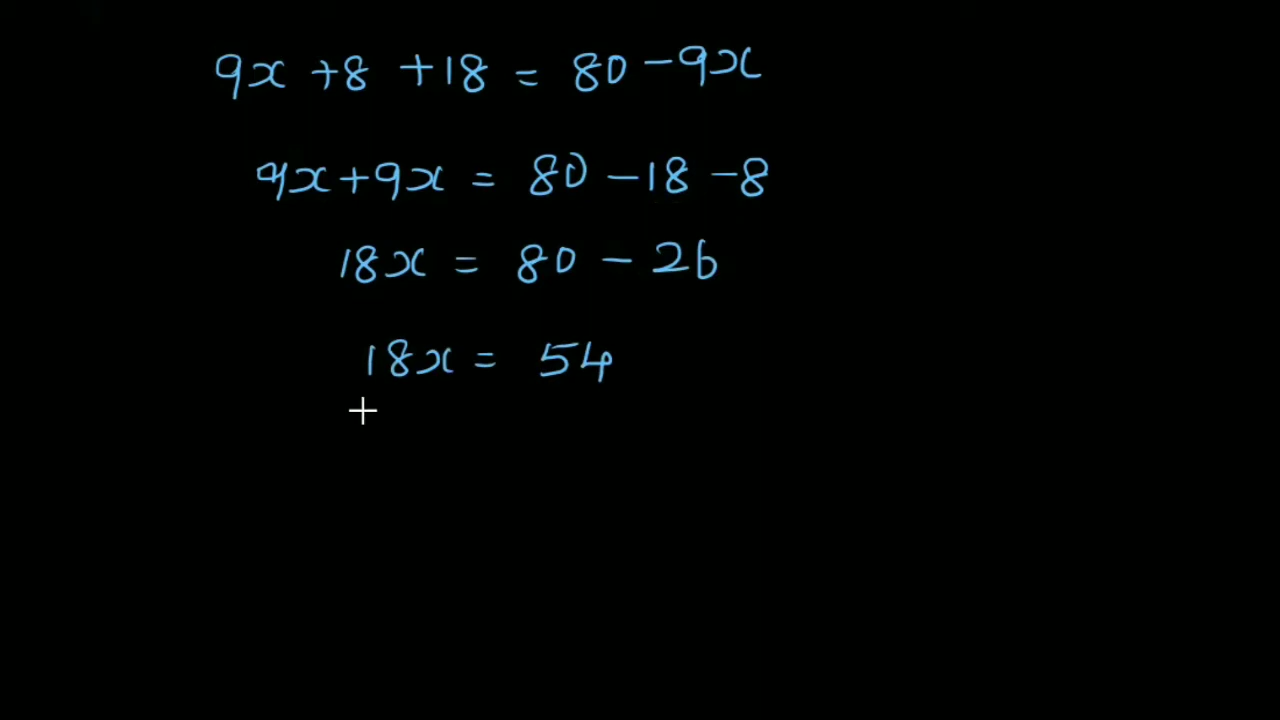 9x + 8 + 18 = 80 - 9x
9x + 9x = 80 - 18 - 8
18x = 80 - 26
18x = 54